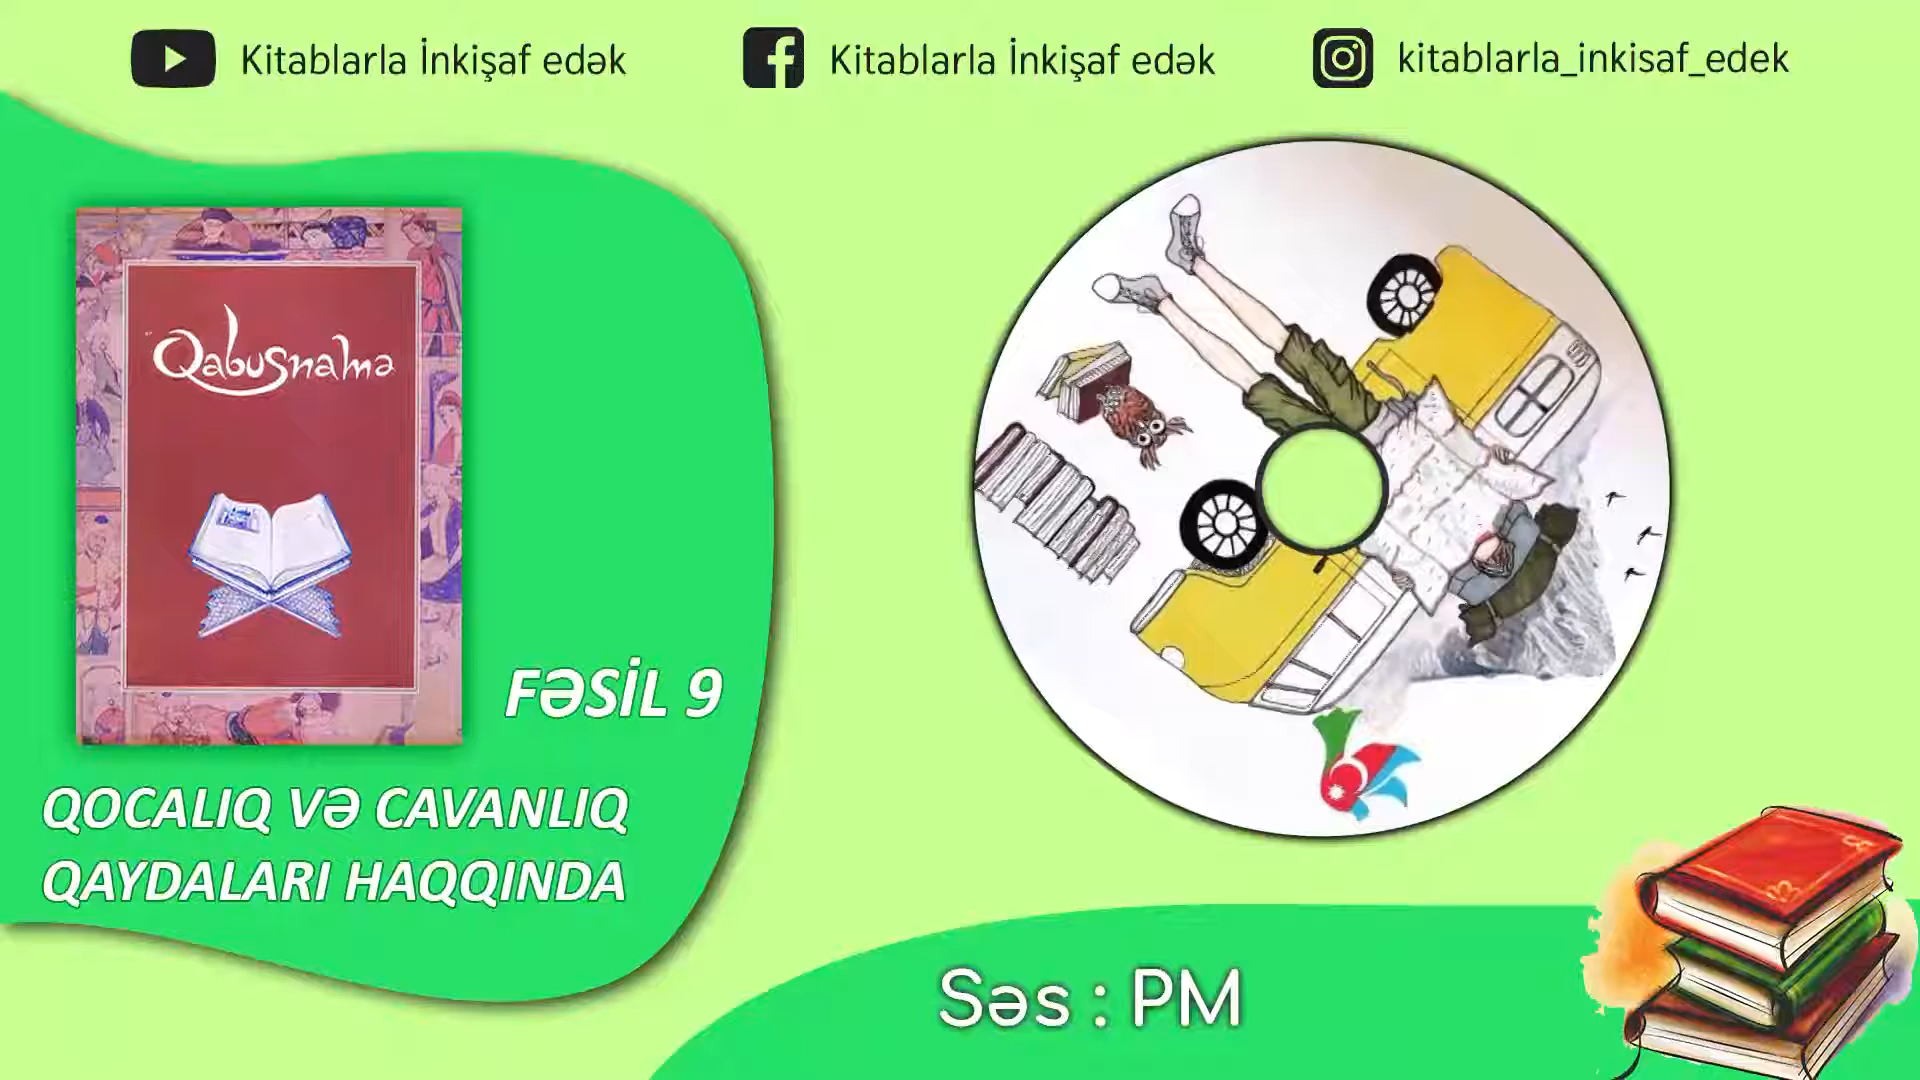 Kitablarla İnkişaf edək
Kitablarla İnkişaf edək
kitablarla_inkisaf_edek
Qabusnamə
FƏSİL 9
QOCALIQ VƏ CAVANLIQ
QAYDALARI HAQQINDA
Səs : PM